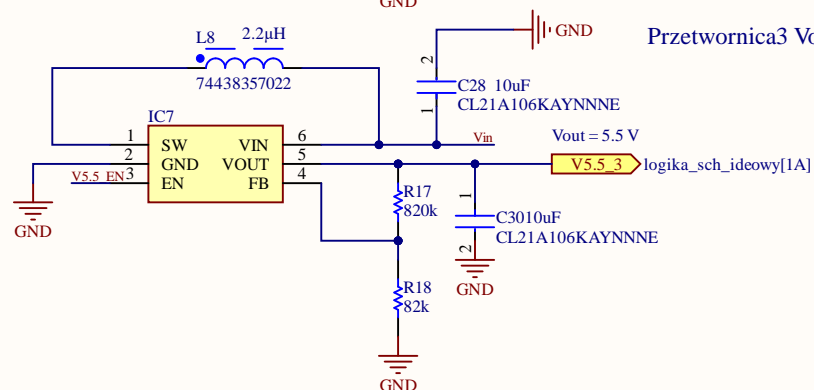 GND
L8 2.2µH
74438357022
GND
Przetwornica3 Vo
2
C28 10uF
1
CL21A106KAYNNNE
IC7
1 SW VIN 6
Vin
Vout = 5.5 V
2 GND VOUT 5
V5.5_3 logika_sch_ideowy[1A]
V5.5_EN 3 EN FB 4
R17
820k
1
C3010uF
CL21A106KAYNNNE
2
GND
GND
R18
82k
GND